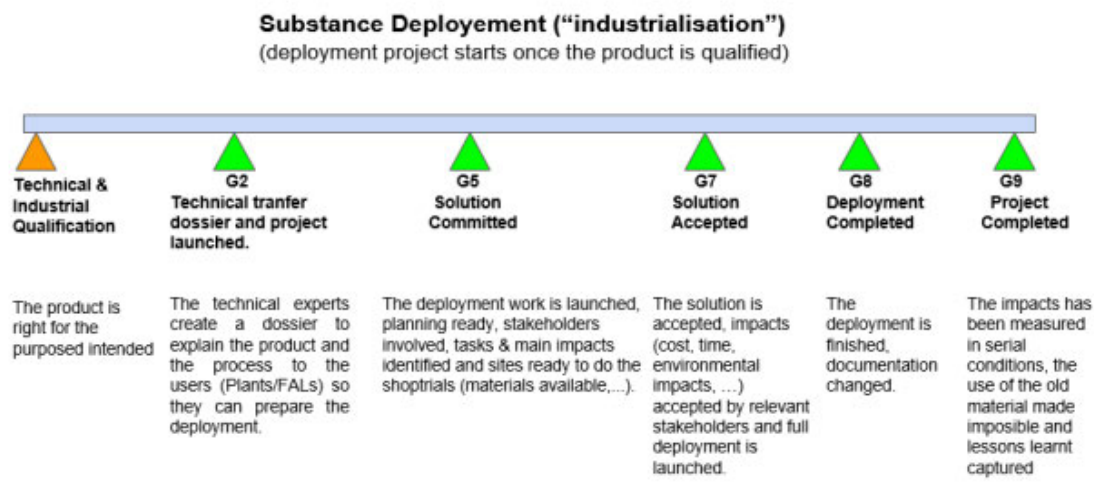 Substance Deployement (“industrialisation”)
(deployment project starts once the product is qualified)
Technical &
Industrial
Qualification
G2
Technical tranfer
dossier and project
launched.
G5
Solution
Committed
G7
Solution
Accepted
G8
Deployment
Completed
G9
Project
Completed
The product is
right for the
purposed intended
The technical experts
create a dossier to
explain the product and
the process to the
users (Plants/FALs) so
they can prepare the
deployment.
The deployment work is launched,
planning ready, stakeholders
involved, tasks & main impacts
identified and sites ready to do the
shoptrials (materials available,...).
The solution is
accepted, impacts
(cost, time,
environmental
impacts, …)
accepted by relevant
stakeholders and full
deployment is
launched.
The
deployment is
finished,
documentation
changed.
The impacts has
been measured
in serial
conditions, the
use of the old
material made
imposible and
lessons learnt
captured